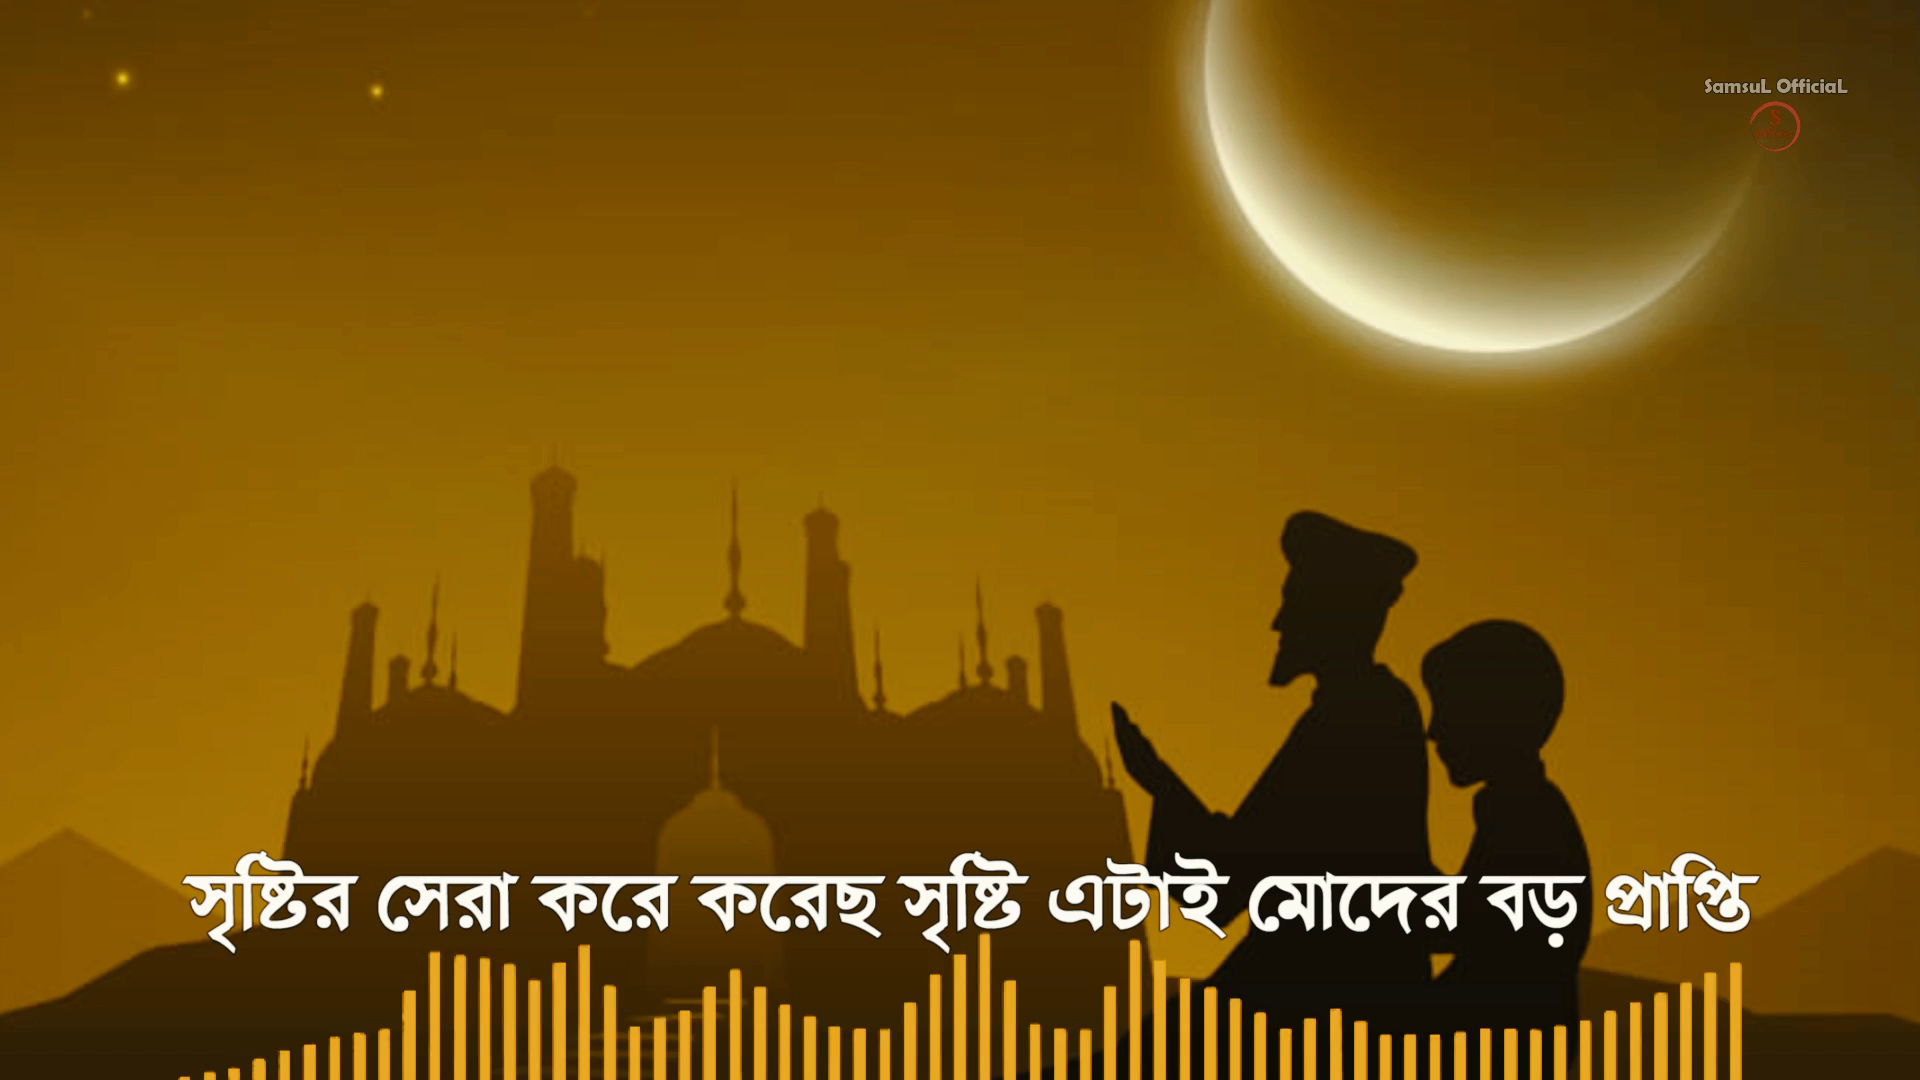 SamsuL OfficiaL
S
সৃষ্টির সেরা করে করেছ সৃষ্টি এটাই মোদের বড় প্রাপ্তি